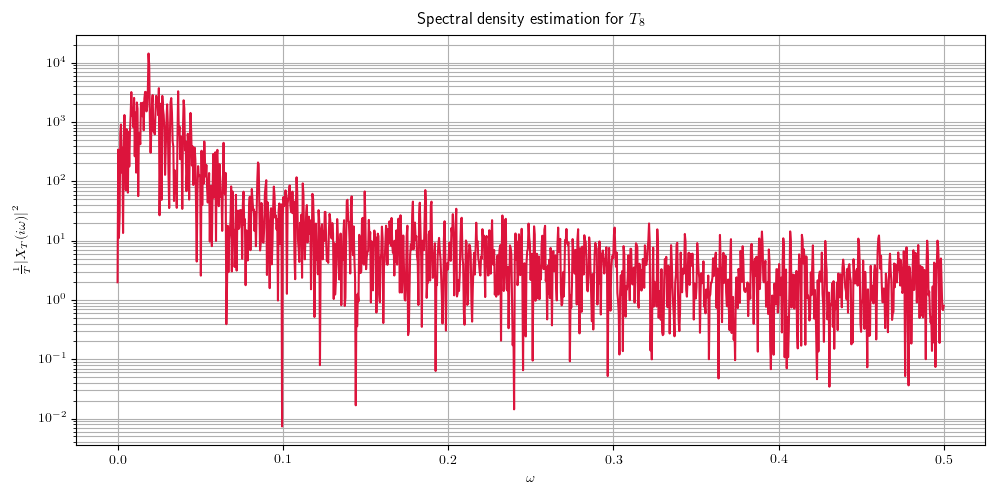 Spectral density estimation for $T_8$
$\frac{1}{T}|X_T(i\omega)|^2$
$10^4$
$10^3$
$10^2$
$10^1$
$10^0$
$10^{-1}$
$10^{-2}$
0.0 0.1 0.2 0.3 0.4 0.5
$\omega$